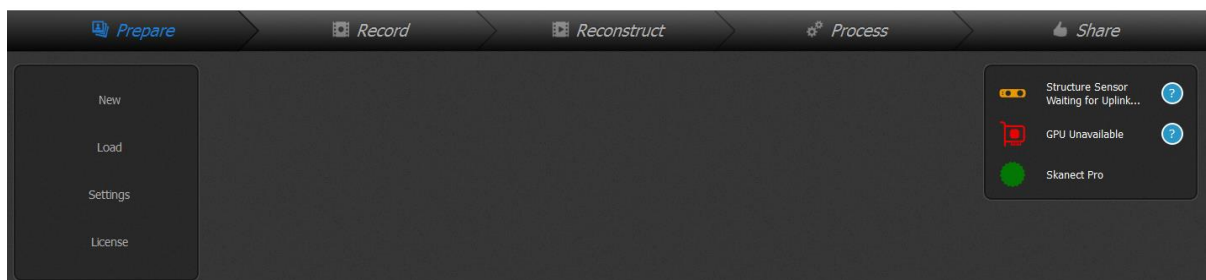 Prepare
Record
Reconstruct
Process
Share
New
Load
Settings
License
Structure Sensor
Waiting for Uplink...
?
GPU Unavailable
?
Skanect Pro